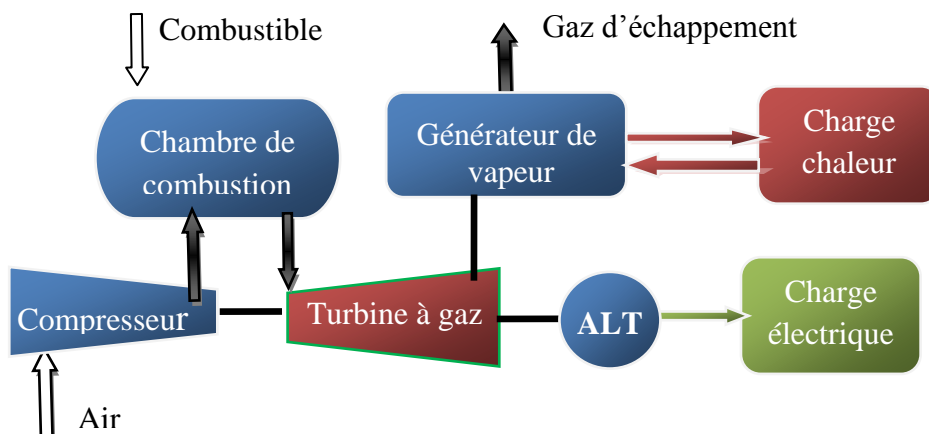 Combustible
Gaz d'échappement
Chambre de
combustion
Générateur de
vapeur
Charge
chaleur
Compresseur
Turbine à gaz
ALT
Charge
électrique
Air